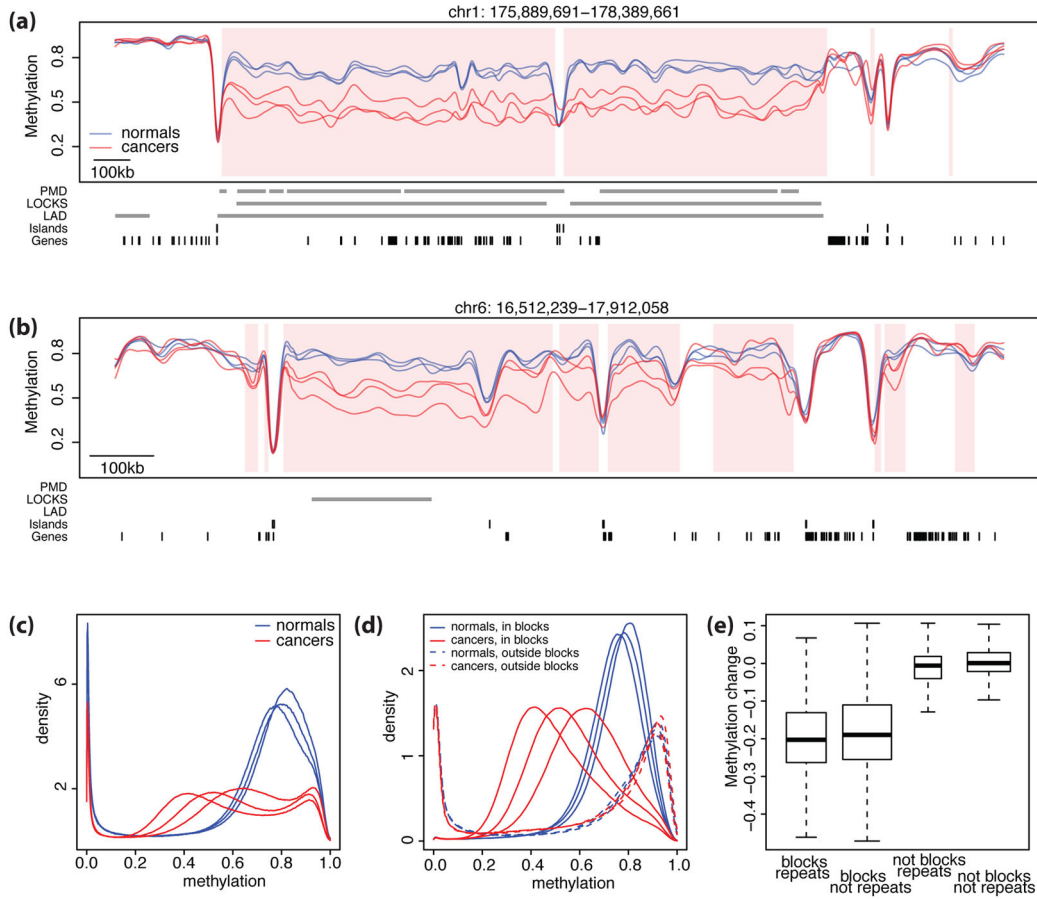 (a)
chr1: 175,889,691−178,389,661
Methylation
0.8
0.5
0.2
normals
cancers
100kb
PMD
LOCKS
LAD
Islands
Genes
(b)
chr6: 16,512,239−17,912,058
Methylation
0.8
0.5
0.2
100kb
PMD
LOCKS
LAD
Islands
Genes
(c)
normals
cancers
density
6
2
0.0 0.2 0.4 0.6 0.8 1.0
methylation
(d)
normals, in blocks
cancers, in blocks
normals, outside blocks
cancers, outside blocks
density
2
1
0
0.0 0.2 0.4 0.6 0.8 1.0
methylation
(e)
Methylation change
0.1
0.0
−0.1
−0.2
−0.3
−0.4
blocks
repeats
blocks
not repeats
not blocks
repeats
not blocks
not repeats